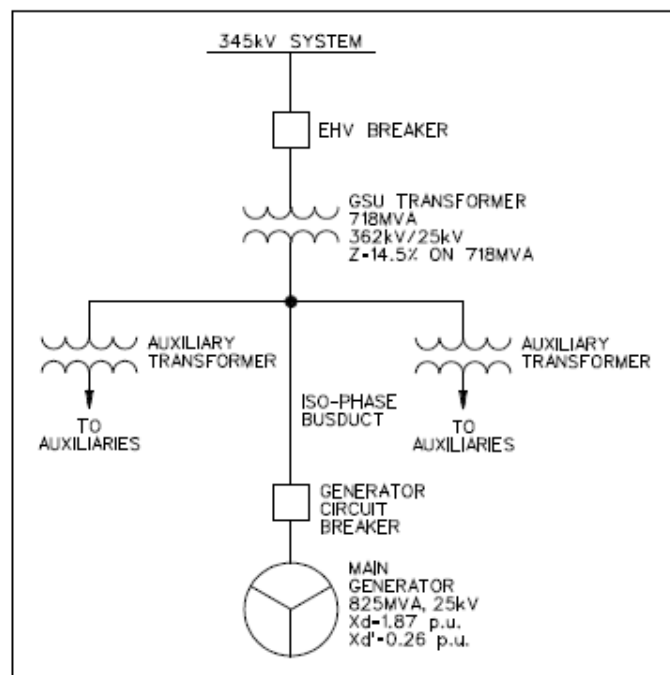 345kV SYSTEM
EHV BREAKER
GSU TRANSFORMER
718MVA
362kV/25kV
Z=14.5% ON 718MVA
AUXILIARY
TRANSFORMER
TO
AUXILIARIES
AUXILIARY
TRANSFORMER
TO
AUXILIARIES
ISO-PHASE
BUSDUCT
GENERATOR
CIRCUIT
BREAKER
MAIN
GENERATOR
825MVA, 25kV
Xd=1.87 p.u.
Xd'=0.26 p.u.